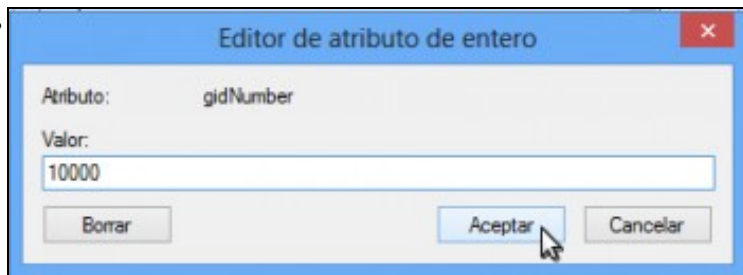 Editor de atributo de entero
Atributo: gidNumber
Valor:
10000
Borrar Aceptar Cancelar